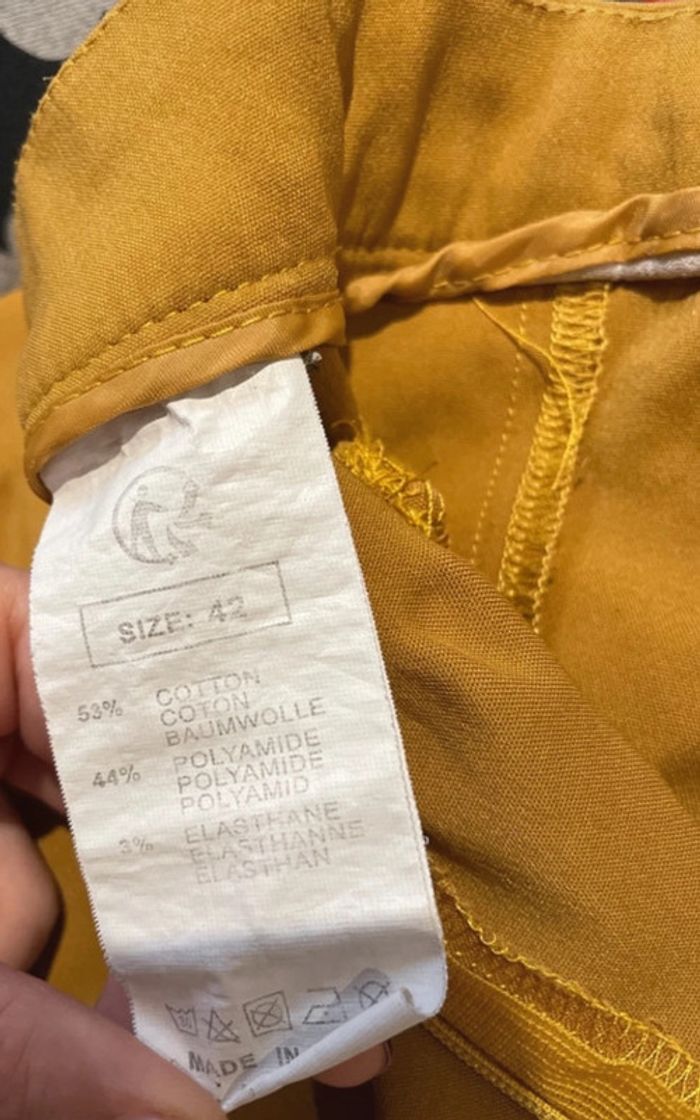 SIZE: 42
53% COTTON
COTON
BAUMWOLLE
44% POLYAMIDE
POLYAMIDE
POLYAMID
3% ELASTHANE
ELASTHANNE
ELASTHAN
MADE IN